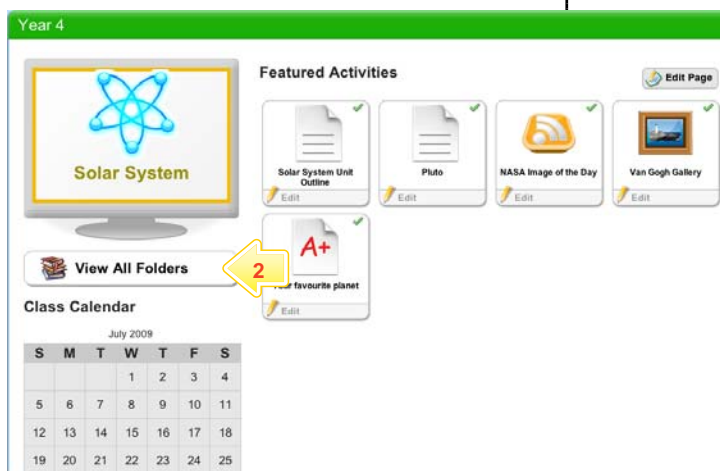 Year 4
Solar System
Featured Activities
Edit Page
Solar System Unit
Outline
Edit
Pluto
Edit
NASA Image of the Day
Edit
Van Gogh Gallery
Edit
A+
favourite planet
Edit
View All Folders
2
Class Calendar
July 2009
S M T W T F S
1 2 3 4
5 6 7 8 9 10 11
12 13 14 15 16 17 18
19 20 21 22 23 24 25